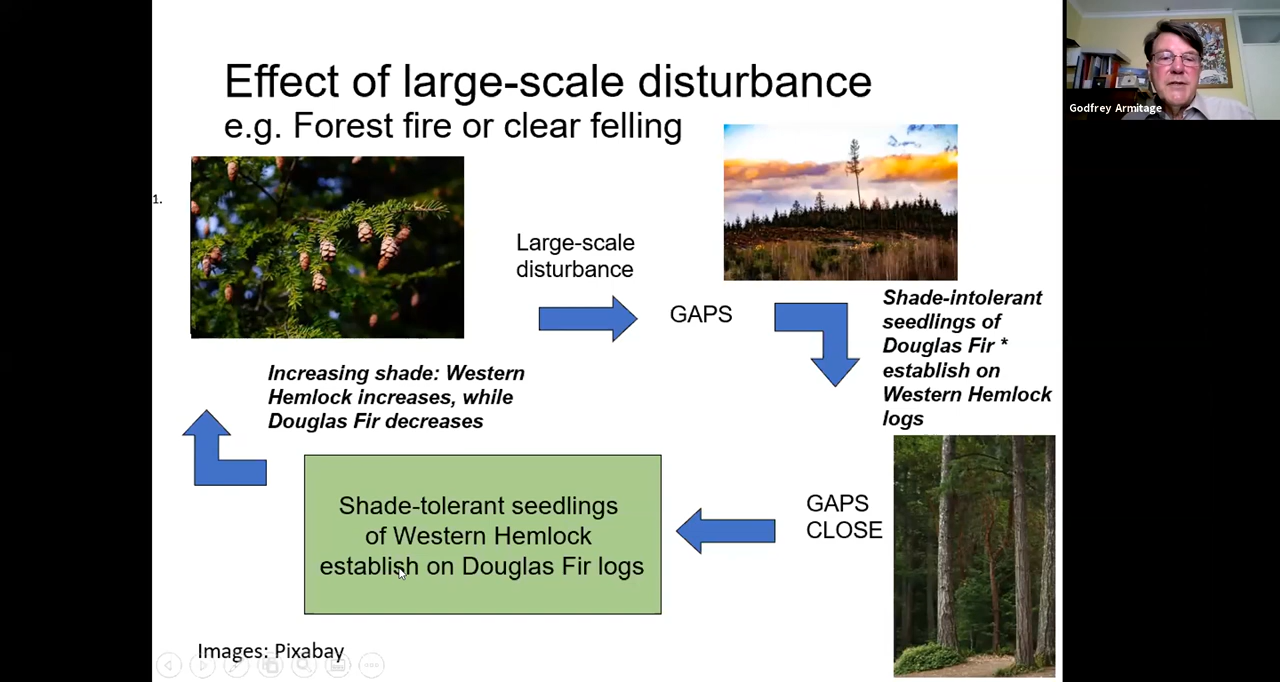 Effect of large-scale disturbance
e.g. Forest fire or clear felling
Godfrey Armitage
1.
Large-scale
disturbance
GAPS
Shade-intolerant
seedlings of
Douglas Fir *
establish on
Western Hemlock
logs
Increasing shade: Western
Hemlock increases, while
Douglas Fir decreases
Shade-tolerant seedlings
of Western Hemlock
establish on Douglas Fir logs
GAPS
CLOSE
Images: Pixabay